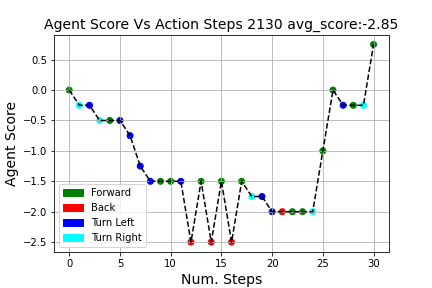 Agent Score Vs Action Steps 2130 avg_score:-2.85
Agent Score
0.5
0.0
−0.5
−1.0
−1.5
−2.0
−2.5
Forward
Back
Turn Left
Turn Right
0 5 10 15 20 25 30
Num. Steps